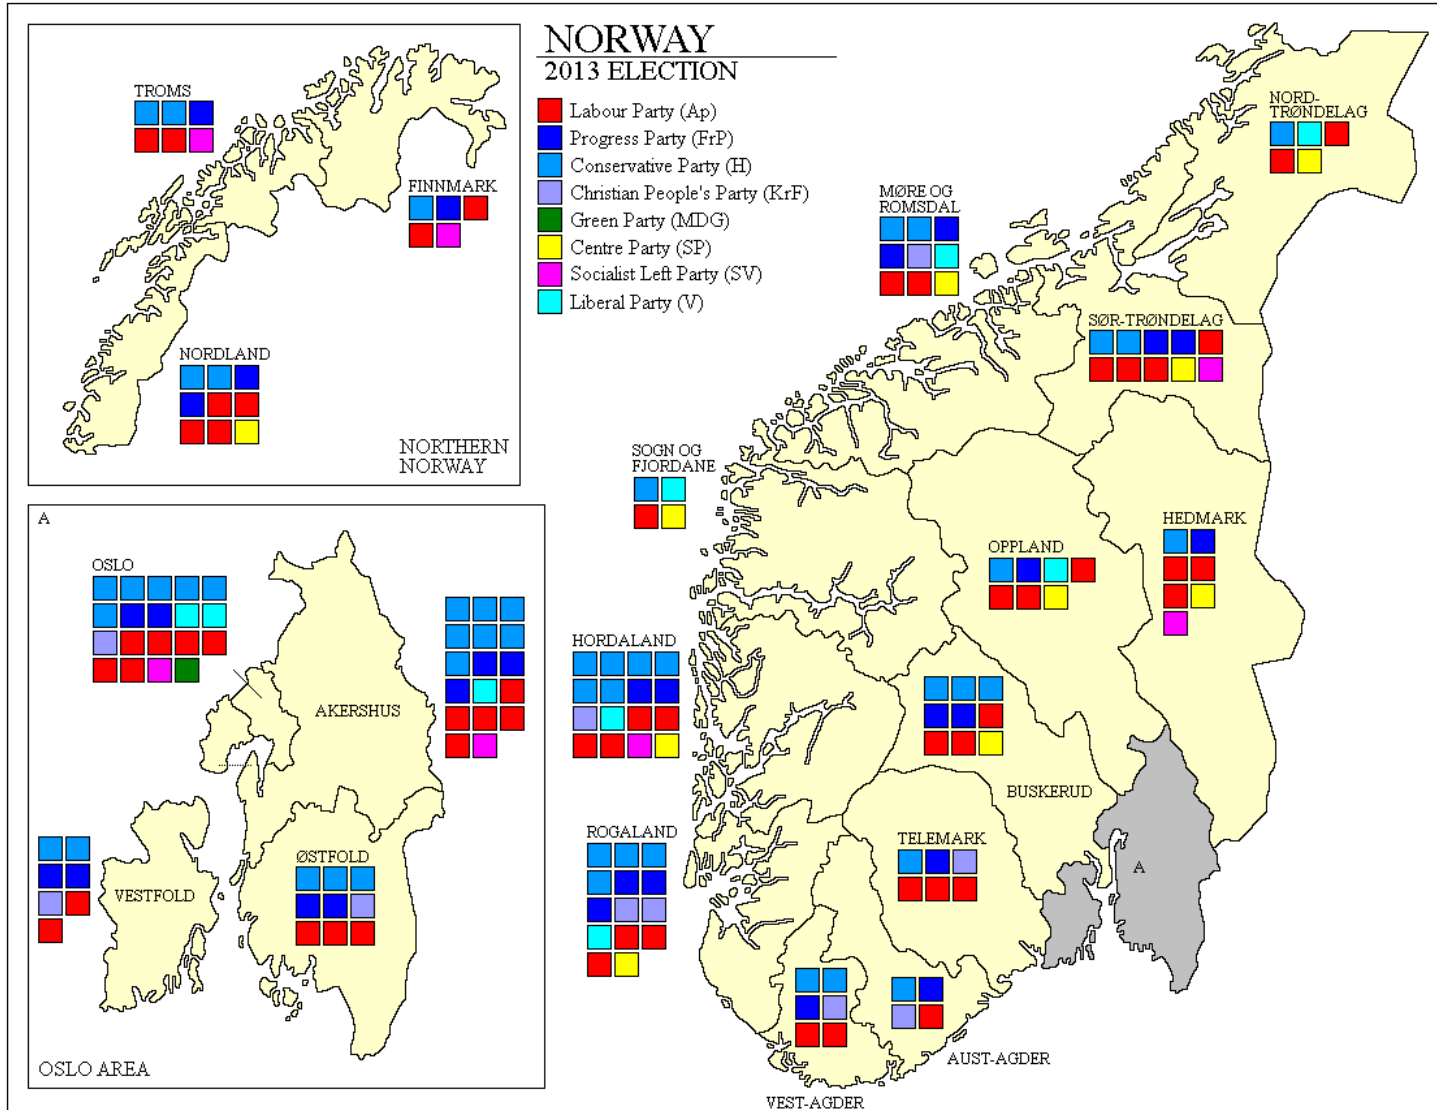 NORWAY
2013 ELECTION
Labour Party (Ap)
Progress Party (FrP)
Conservative Party (H)
Christian People's Party (KrF)
Green Party (MDG)
Centre Party (SP)
Socialist Left Party (SV)
Liberal Party (V)
TROMS
FINNMARK
NORDLAND
NORTHERN
NORWAY
NORD-
TRØNDELAG
MØRE OG
ROMSDAL
SØR-TRØNDELAG
SOGN OG
FJORDANE
OPPLAND
HEDMARK
HORDALAND
BUSKERUD
ROGALAND
TELEMARK
A
AUST-AGDER
VEST-AGDER
A
OSLO
AKERSHUS
ØSTFOLD
VESTFOLD
OSLO AREA